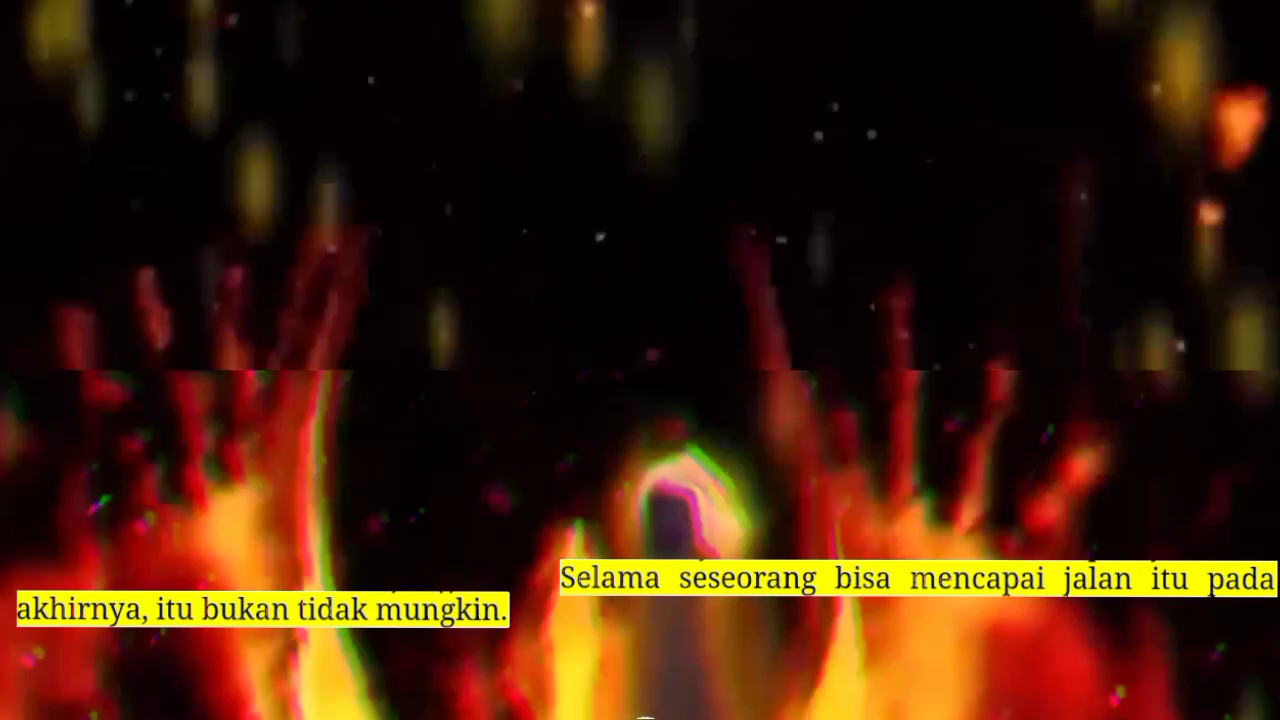 Selama seseorang bisa mencapai jalan itu pada
akhirnya, itu bukan tidak mungkin.